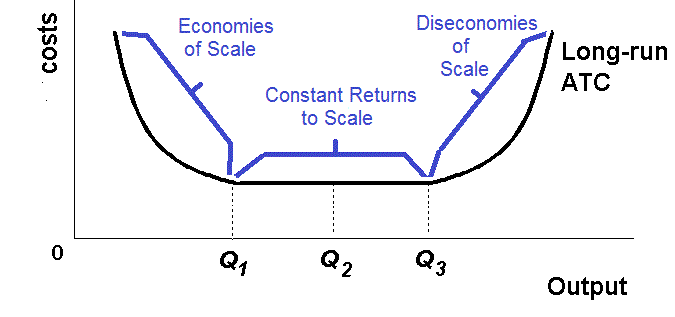 costs
Economies
of Scale
Constant Returns
to Scale
Diseconomies
of
Scale
Long-run
ATC
0
Q1
Q2
Q3
Output